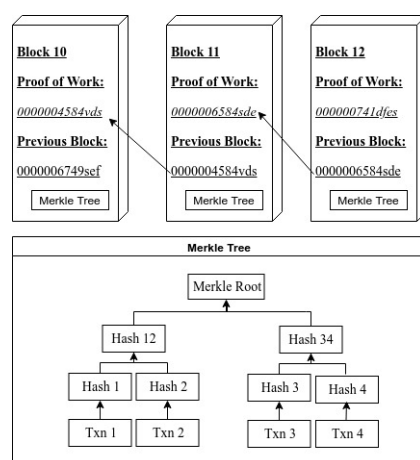 Block 10
Proof of Work:
0000004584vds
Previous Block:
0000006749sef
Merkle Tree
Block 11
Proof of Work:
0000006584sde
Previous Block:
0000004584vds
Merkle Tree
Block 12
Proof of Work:
000000741dfes
Previous Block:
0000006584sde
Merkle Tree
Merkle Tree
Merkle Root
Hash 12
Hash 34
Hash 1
Hash 2
Hash 3
Hash 4
Txn 1
Txn 2
Txn 3
Txn 4